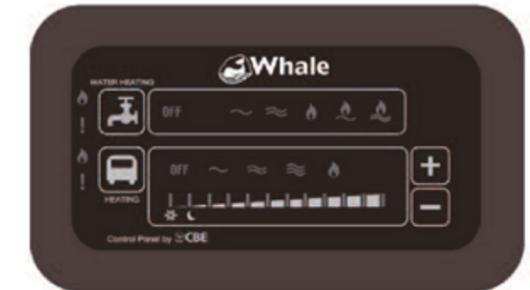 Whale
WATER HEATING
OFF
OFF
HEATING
Control Panel by CBE